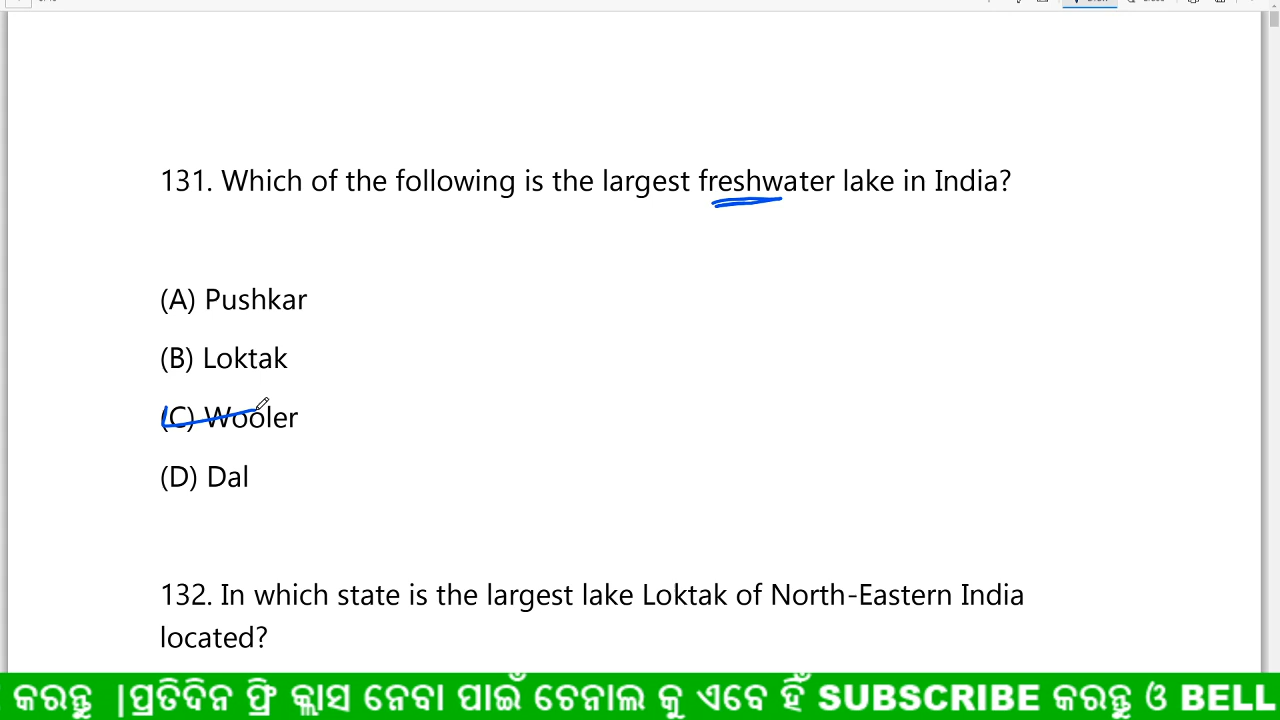 131. Which of the following is the largest freshwater lake in India?
(A) Pushkar
(B) Loktak
(C) Wooler
(D) Dal
132. In which state is the largest lake Loktak of North-Eastern India
located?
କରନ୍ତୁ |ପ୍ରତିଦିନ ଫ୍ରି କ୍ଲାସ ନେବା ପାଇଁ ଚେନାଲ କୁ ଏବେ ହିଁ SUBSCRIBE କରନ୍ତୁ ଓ BELL